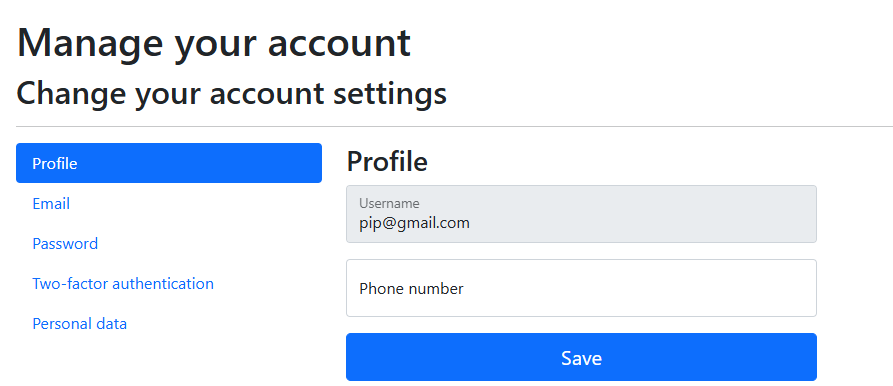 Manage your account
Change your account settings
Profile
Email
Password
Two-factor authentication
Personal data
Profile
Username
pip@gmail.com
Phone number
Save